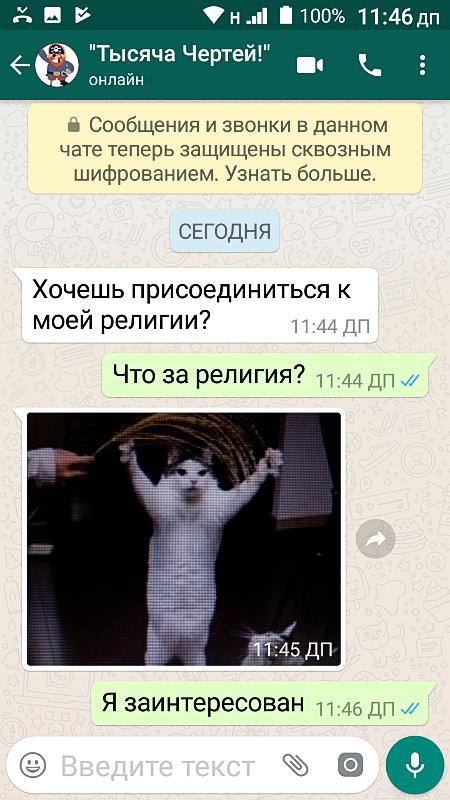 H 100% 11:46 ДП
"Тысяча Чертей!"
онлайн
Сообщения и звонки в данном
чате теперь защищены сквозным
шифрованием. Узнать больше.
СЕГОДНЯ
Хочешь присоединиться к
моей религии?
11:44 ДП
Что за религия? 11:44 ДП
11:45 ДП
Я заинтересован 11:46 ДП
Введите текст